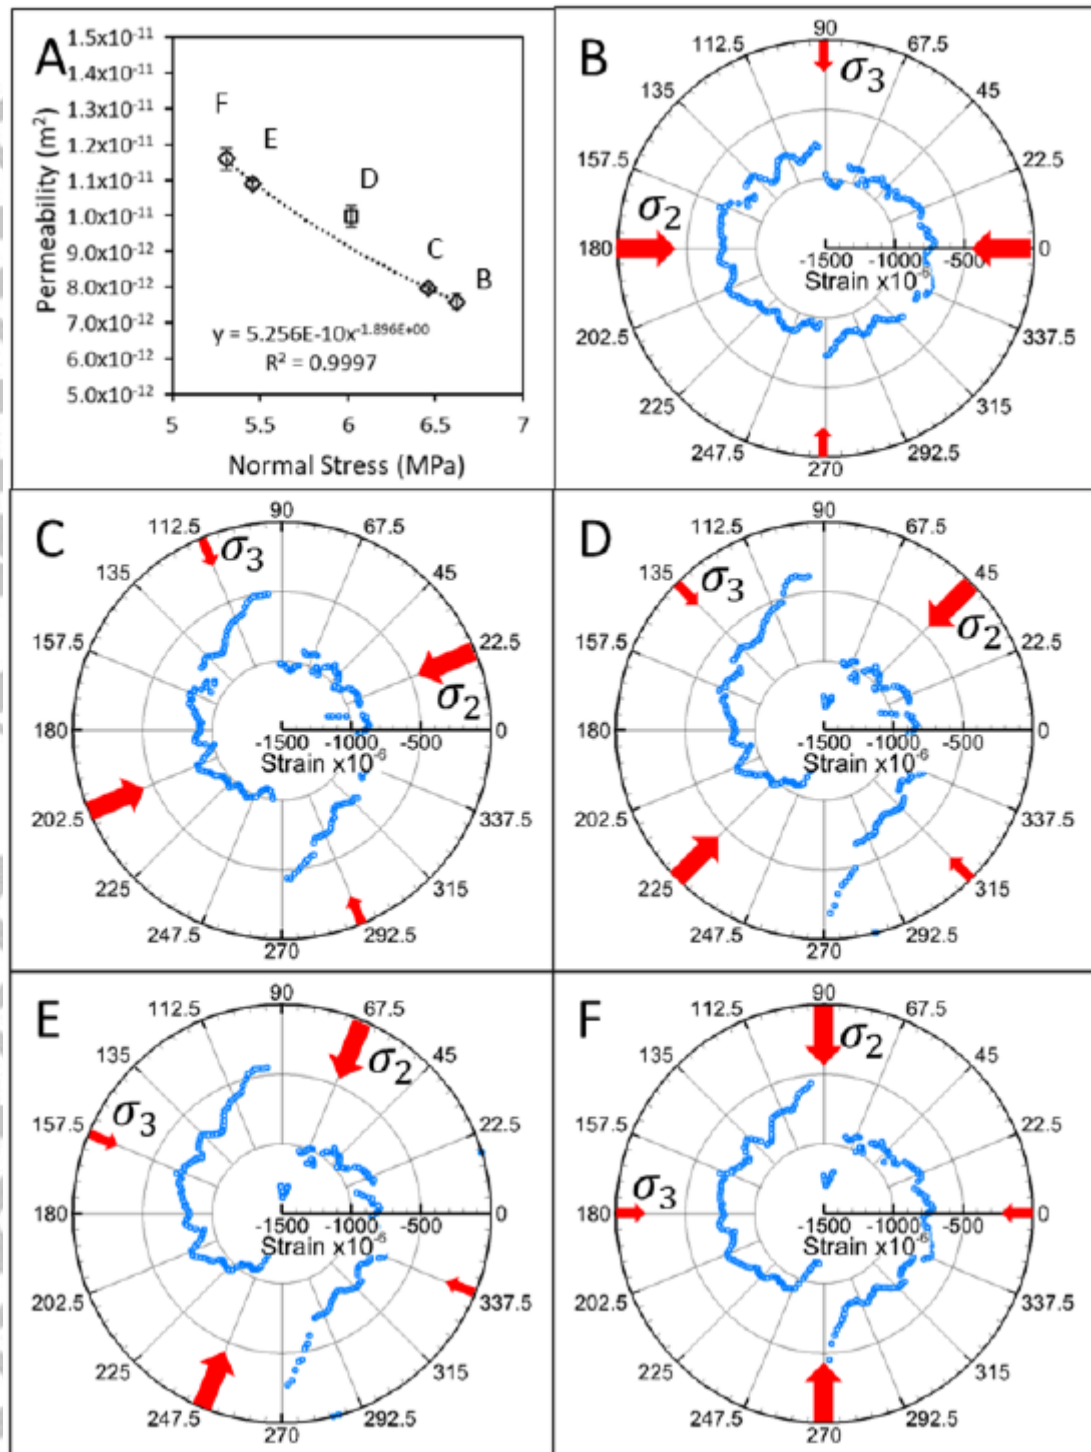 A
1.5x10-11
1.4x10-11
1.3x10-11
1.2x10-11
1.1x10-11
1.0x10-11
9.0x10-12
8.0x10-12
7.0x10-12
6.0x10-12
5.0x10-12
Permeability (m2)
F
E
D
C
B
y = 5.256E-10x-1.896E+00
R² = 0.9997
5 5.5 6 6.5 7
Normal Stress (MPa)
B
90
112.5 67.5
135 45
157.5 22.5
180 0
202.5 337.5
225 315
247.5 292.5
270
σ3
σ2
-1500 -1000 -500
Strain x10-6
C
90
112.5 67.5
135 45
157.5 22.5
180 0
202.5 337.5
225 315
247.5 292.5
270
σ3
σ2
-1500 -1000 -500
Strain x10-6
D
90
112.5 67.5
135 45
157.5 22.5
180 0
202.5 337.5
225 315
247.5 292.5
270
σ3
σ2
-1500 -1000 -500
Strain x10-6
E
90
112.5 67.5
135 45
157.5 22.5
180 0
202.5 337.5
225 315
247.5 292.5
270
σ2
σ3
-1500 -1000 -500
Strain x10-6
F
90
112.5 67.5
135 45
157.5 22.5
180 0
202.5 337.5
225 315
247.5 292.5
270
σ2
σ3
-1500 -1000 -500
Strain x10-6